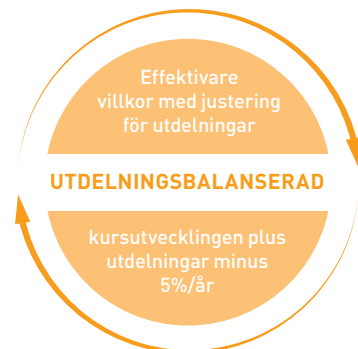 Effektivare
villkor med justering
för utdelningar
UTDELNINGSBALANSERAD
kursutvecklingen plus
utdelningar minus
5%/år